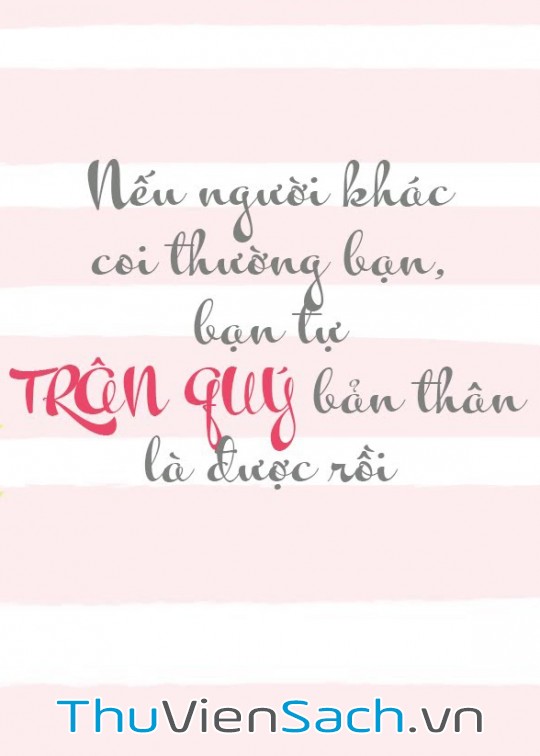 Nếu người khác
coi thường bạn,
bạn tự
TRÂN QUÝ bản thân
là được rồi
ThuVienSach.vn